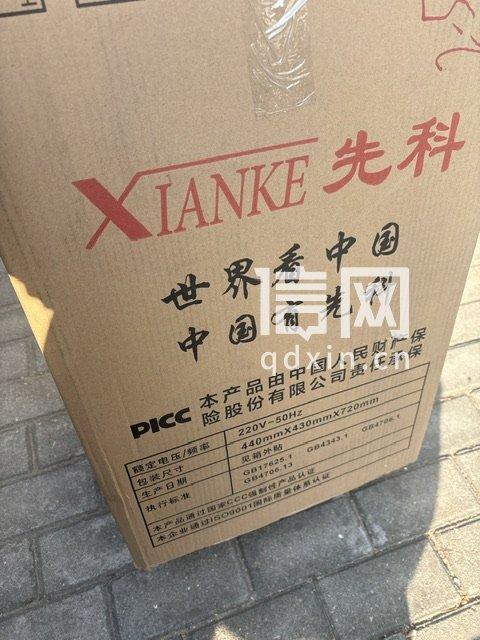 XIANKE 先科
世界看中国
中国有先科
信网
qdxin.cn
PICC 本产品由中国人民财产保
险股份有限公司责任承保
额定电压/频率 220V~50Hz
包装尺寸 440mmX430mmX720mm
生产日期 见箱外贴
执行标准 GB17625.1 GB4343.1 GB4706.1
GB4706.13
本产品通过国家CCC强制性产品认证
本企业通过ISO9001国际质量体系认证